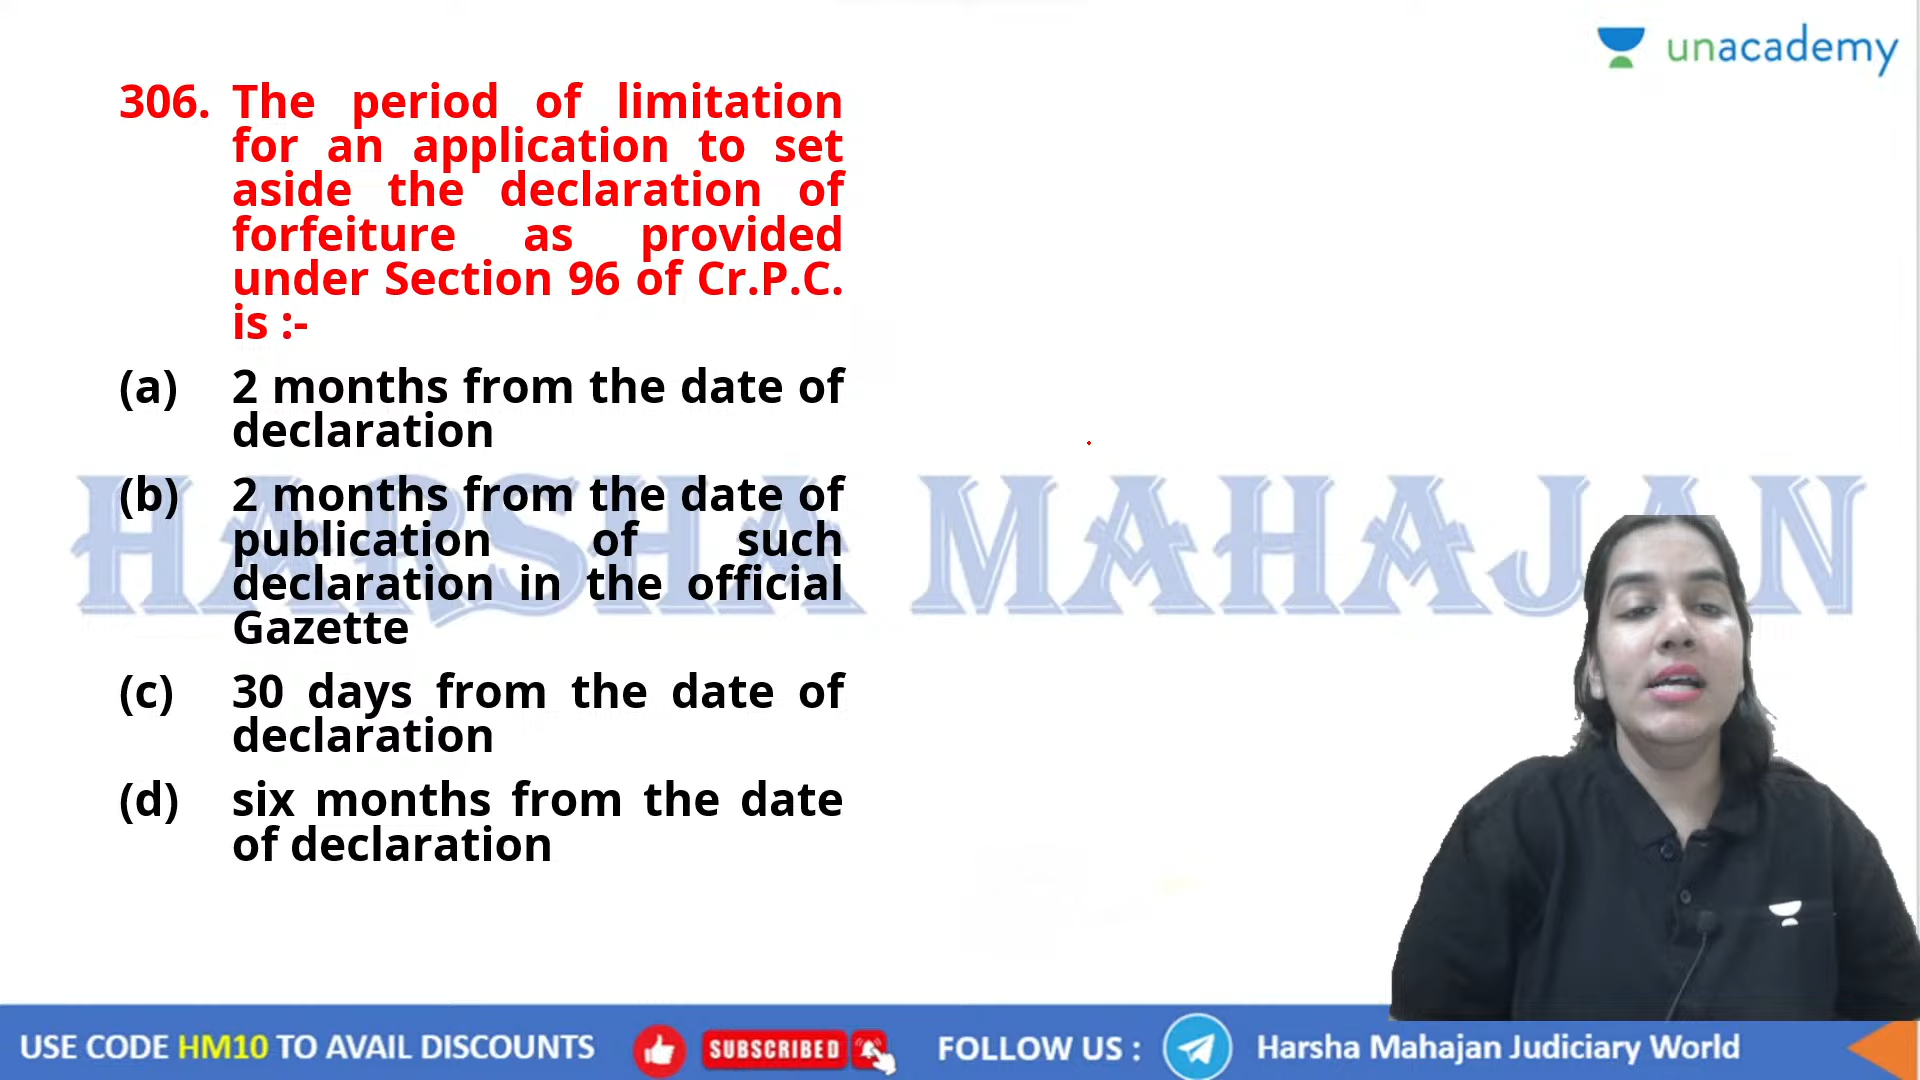 unacademy
306. The period of limitation
for an application to set
aside the declaration of
forfeiture as provided
under Section 96 of Cr.P.C.
is :-
(a) 2 months from the date of
declaration
(b) 2 months from the date of
publication of such
declaration in the official
Gazette
(c) 30 days from the date of
declaration
(d) six months from the date
of declaration
HARSHA MAHAJAN
USE CODE HM10 TO AVAIL DISCOUNTS SUBSCRIBED FOLLOW US : Harsha Mahajan Judiciary World